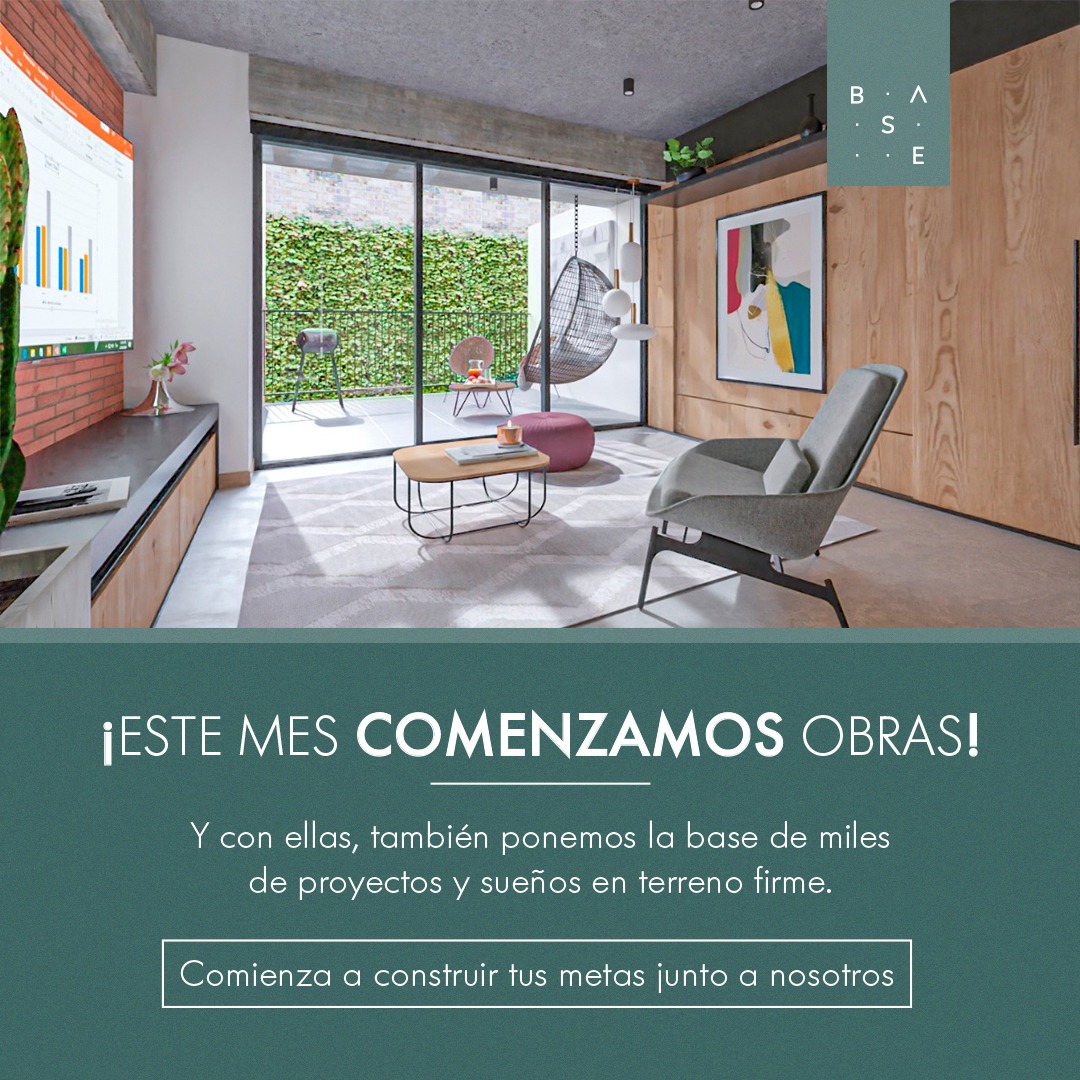 B · A
· S ·
· · E
¡ESTE MES COMENZAMOS OBRAS!
Y con ellas, también ponemos la base de miles
de proyectos y sueños en terreno firme.
Comienza a construir tus metas junto a nosotros